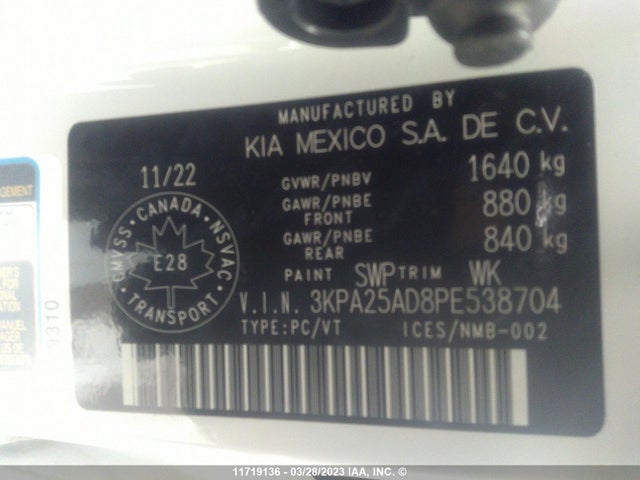 MANUFACTURED BY
KIA MEXICO S.A. DE C.V.
11/22
GVWR/PNBV 1640 kg
GAWR/PNBE FRONT 880 kg
GAWR/PNBE REAR 840 kg
PAINT SWP TRIM WK
V.I.N. 3KPA25AD8PE538704
TYPE:PC/VT ICES/NMB-002
CMVSS • CANADA • NSVAC
E28
TRANSPORT
9310
11719136 - 03/28/2023 IAA, INC. ©